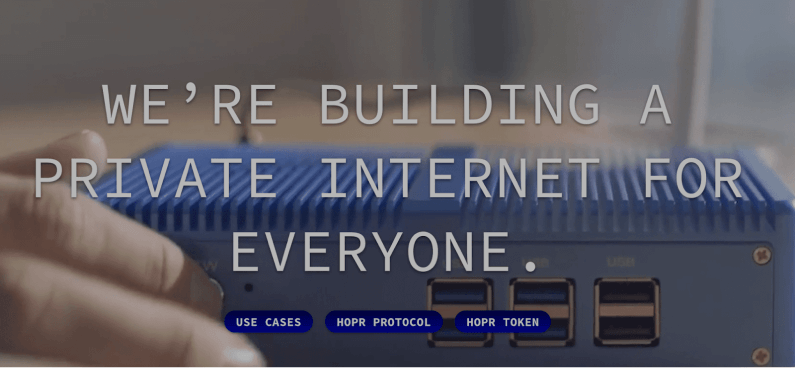 WE’RE BUILDING A
PRIVATE INTERNET FOR
EVERYONE.
USB
USE CASES
HOPR PROTOCOL
HOPR TOKEN